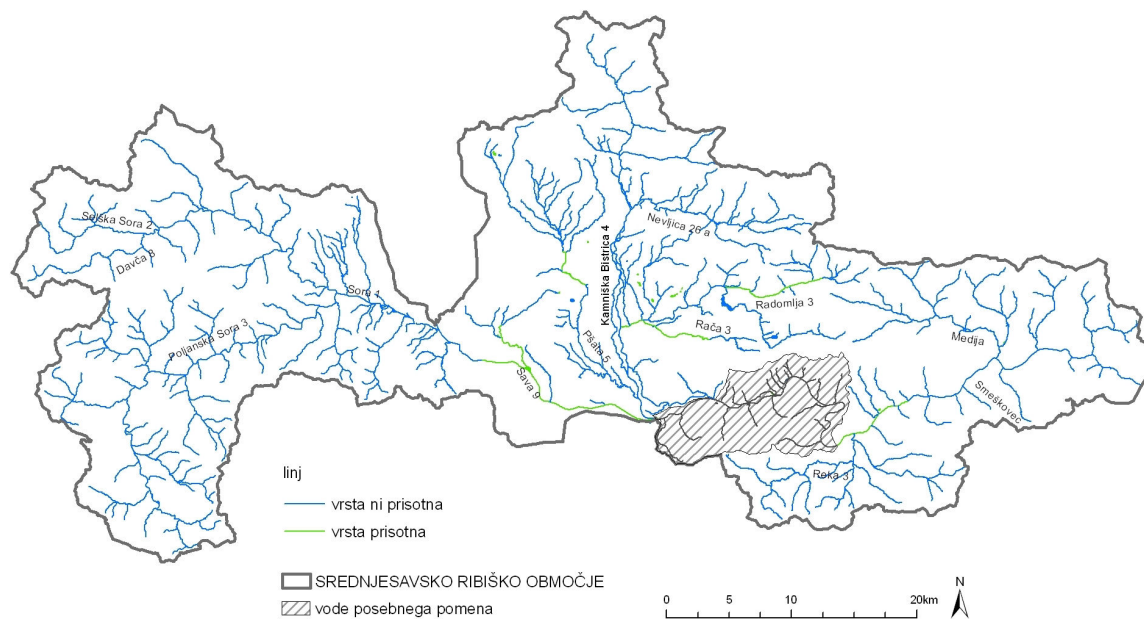 Selška Sora 2
Davča 3
Poljanska Sora 3
Sora 1
Sava 9
Pšata 5
Kamniška Bistrica 4
Nevljica 26 a
Radomlja 3
Rača 3
Medija
Smeškovec
Reka 3
linj
vrsta ni prisotna
vrsta prisotna
SREDNJESAVSKO RIBIŠKO OBMOČJE
vode posebnega pomena
0 5 10 20km
N